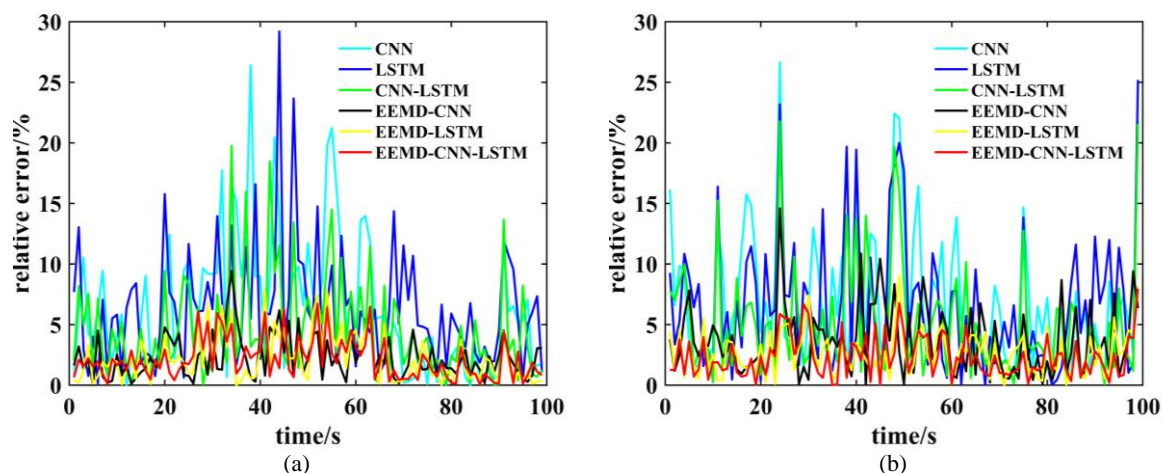 relative error/%
30
25
20
15
10
5
0
CNN
LSTM
CNN-LSTM
EEMD-CNN
EEMD-LSTM
EEMD-CNN-LSTM
0 20 40 60 80 100
time/s
(a)
relative error/%
30
25
20
15
10
5
0
CNN
LSTM
CNN-LSTM
EEMD-CNN
EEMD-LSTM
EEMD-CNN-LSTM
0 20 40 60 80 100
time/s
(b)